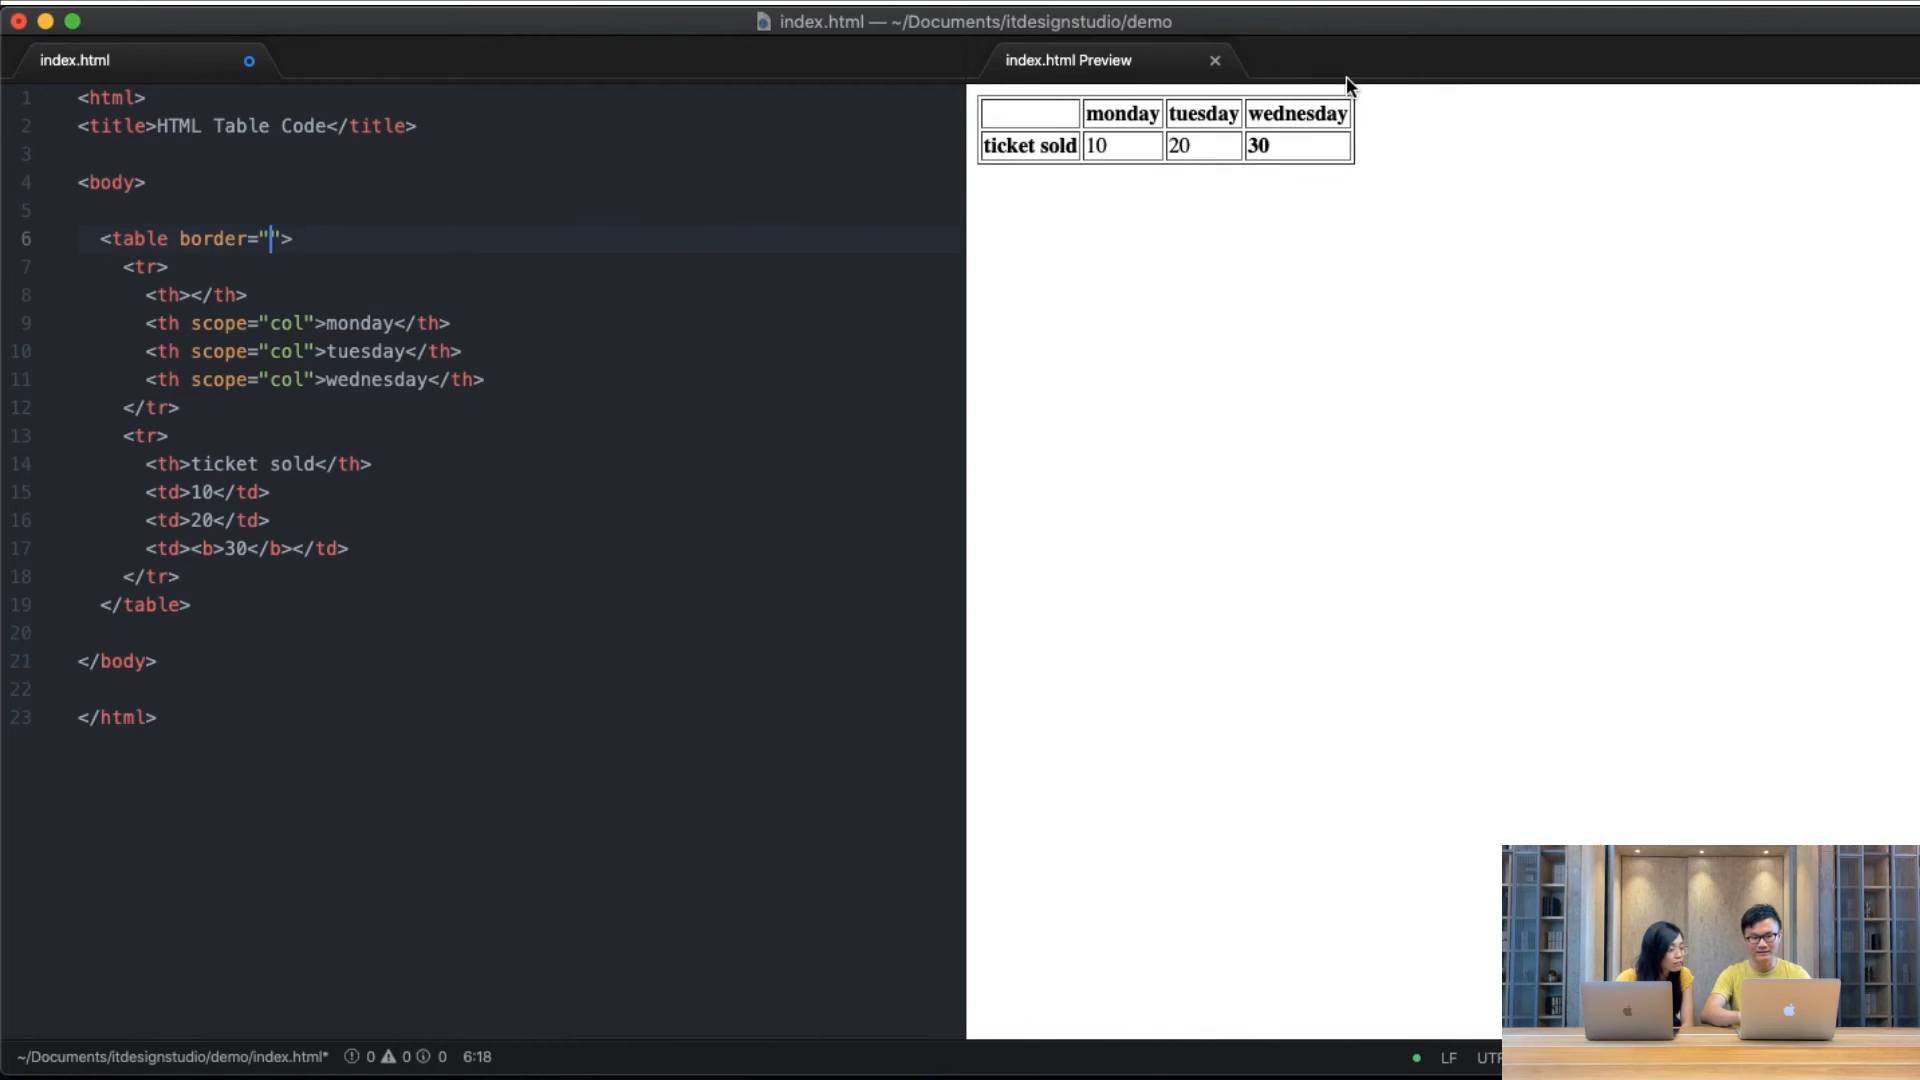 index.html — ~/Documents/itdesignstudio/demo
index.html
index.html Preview
1 <html>
2 <title>HTML Table Code</title>
3
4 <body>
5
6 <table border="">
7 <tr>
8 <th></th>
9 <th scope="col">monday</th>
10 <th scope="col">tuesday</th>
11 <th scope="col">wednesday</th>
12 </tr>
13 <tr>
14 <th>ticket sold</th>
15 <td>10</td>
16 <td>20</td>
17 <td><b>30</b></td>
18 </tr>
19 </table>
20
21 </body>
22
23 </html>
monday tuesday wednesday
ticket sold 10 20 30
~/Documents/itdesignstudio/demo/index.html* 0 0 0 6:18
LF UTF